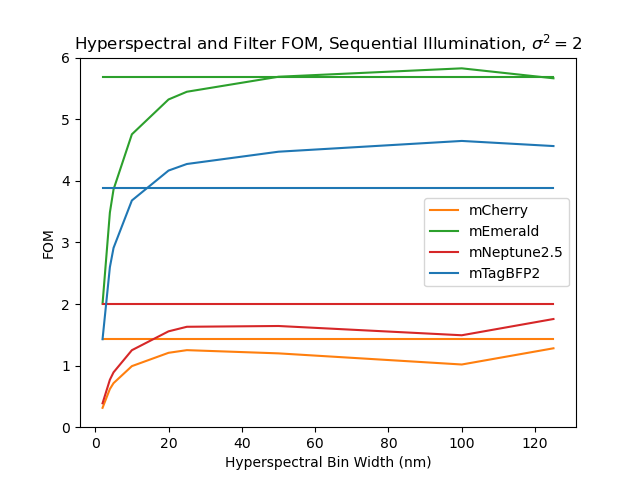 Hyperspectral and Filter FOM, Sequential Illumination, σ² = 2
6
5
4
3
2
1
0
FOM
mCherry
mEmerald
mNeptune2.5
mTagBFP2
0 20 40 60 80 100 120
Hyperspectral Bin Width (nm)